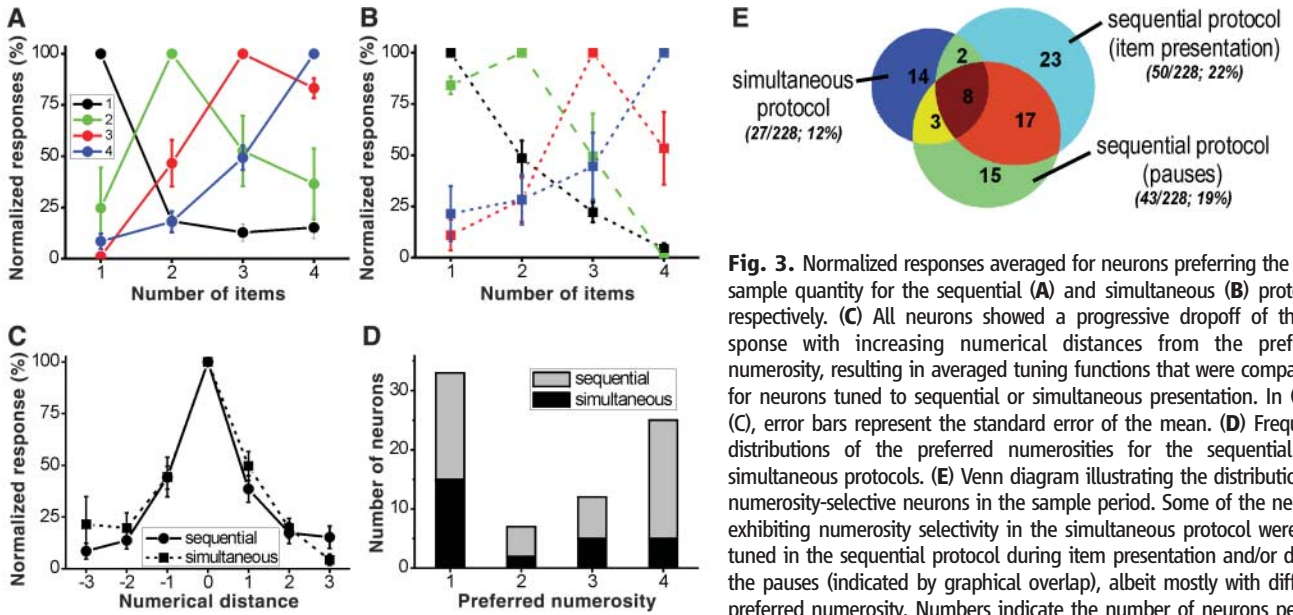 A
Normalized responses (%)
100
75
50
25
0
1
2
3
4
1 2 3 4
Number of items
B
Normalized responses (%)
100
75
50
25
0
1 2 3 4
Number of items
E
simultaneous
protocol
(27/228; 12%)
14
2
23
8
3
17
15
sequential protocol
(item presentation)
(50/228; 22%)
sequential protocol
(pauses)
(43/228; 19%)
C
Normalized response (%)
100
75
50
25
0
sequential
simultaneous
-3 -2 -1 0 1 2 3
Numerical distance
D
Number of neurons
30
20
10
0
sequential
simultaneous
1 2 3 4
Preferred numerosity
Fig. 3. Normalized responses averaged for neurons preferring the
sample quantity for the sequential (A) and simultaneous (B) proto
respectively. (C) All neurons showed a progressive dropoff of th
sponse with increasing numerical distances from the pref
numerosity, resulting in averaged tuning functions that were compa
for neurons tuned to sequential or simultaneous presentation. In
(C), error bars represent the standard error of the mean. (D) Frequ
distributions of the preferred numerosities for the sequential
simultaneous protocols. (E) Venn diagram illustrating the distributio
numerosity-selective neurons in the sample period. Some of the ne
exhibiting numerosity selectivity in the simultaneous protocol were
tuned in the sequential protocol during item presentation and/or d
the pauses (indicated by graphical overlap), albeit mostly with diff
preferred numerosity. Numbers indicate the number of neurons pe